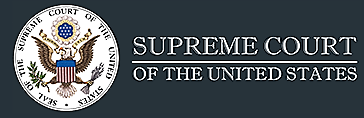 SEAL OF THE SUPREME COURT OF THE UNITED STATES
SUPREME COURT
OF THE UNITED STATES